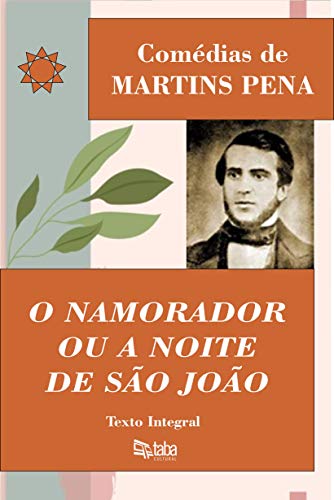 Comédias de
MARTINS PENA
O NAMORADOR
OU A NOITE
DE SÃO JOÃO
Texto Integral
taba
CULTURAL